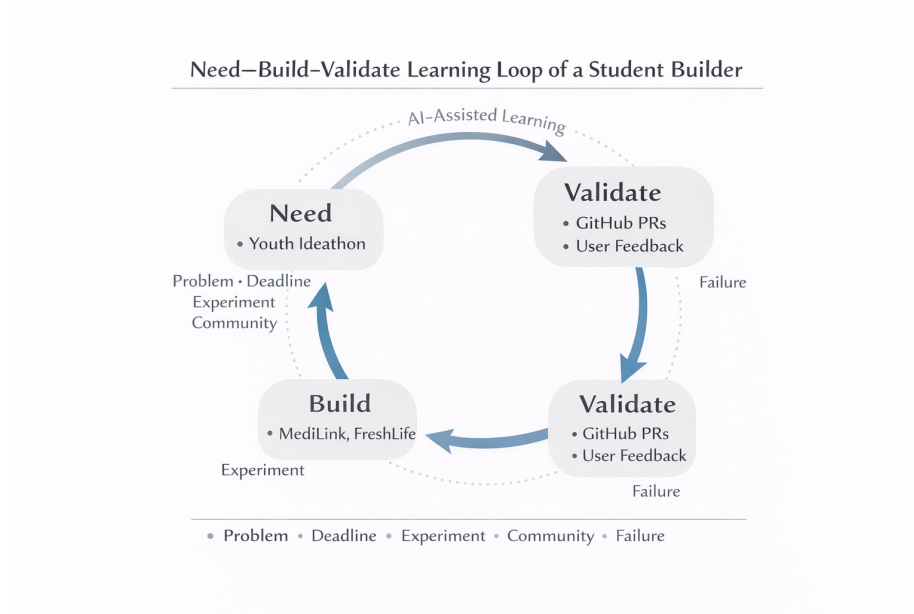 Need—Build–Validate Learning Loop of a Student Builder
AI–Assisted Learning
Need
• Youth Ideathon
Validate
• GitHub PRs
• User Feedback
Problem • Deadline
Experiment
Community
Failure
Build
• MediLink, FreshLife
Validate
• GitHub PRs
• User Feedback
Experiment
Failure
• Problem • Deadline • Experiment • Community • Failure